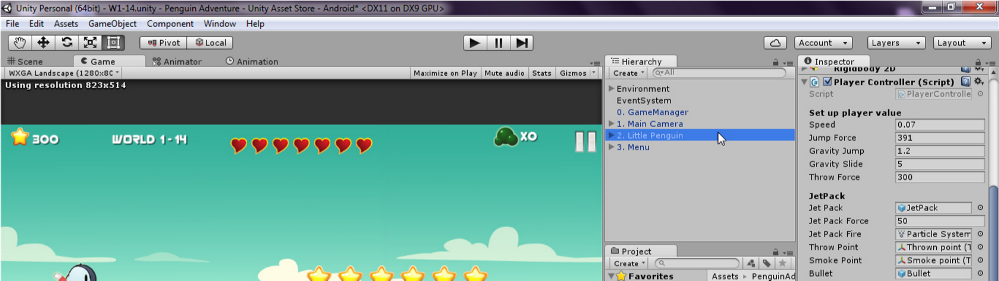 Unity Personal (64bit) - W1-14.unity - Penguin Adventure - Unity Asset Store - Android* <DX11 on DX9 GPU>
File Edit Assets GameObject Component Window Help
Pivot Local Account Layers Layout
Scene Game Animator Animation
WXGA Landscape (1280x8C Maximize on Play Mute audio Stats Gizmos
Using resolution 823x514
300 WORLD 1-14 X0
Hierarchy
Create All
Environment
EventSystem
0. GameManager
1. Main Camera
2. Little Penguin
3. Menu
Project
Create
Favorites Assets PenguinAd
Inspector
Rigidbody 2D
Player Controller (Script)
Script PlayerControlle
Set up player value
Speed 0.07
Jump Force 391
Gravity Jump 1.2
Gravity Slide 5
Throw Force 300
JetPack
Jet Pack JetPack
Jet Pack Force 50
Jet Pack Fire Particle System
Throw Point Thrown point (T
Smoke Point Smoke point (T
Bullet Bullet